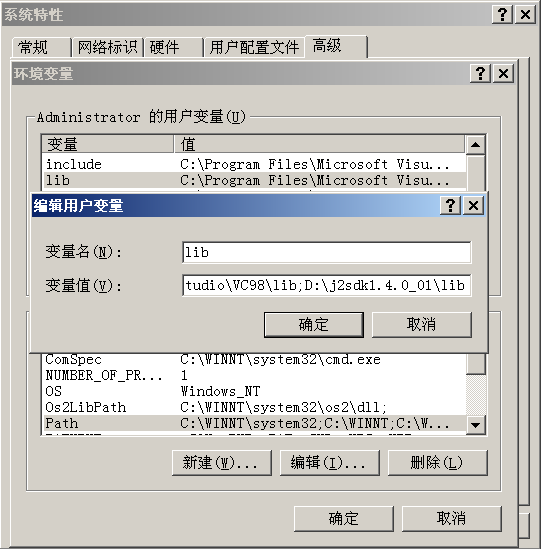 系统特性
常规 网络标识 硬件 用户配置文件 高级
环境变量
Administrator 的用户变量(U)
变量 值
include C:\Program Files\Microsoft Visu...
lib C:\Program Files\Microsoft Visu...
编辑用户变量
变量名(N): lib
变量值(V): tudio\VC98\lib;D:\j2sdk1.4.0_01\lib
确定 取消
ComSpec C:\WINNT\system32\cmd.exe
NUMBER_OF_PR... 1
OS Windows_NT
Os2LibPath C:\WINNT\system32\os2\dll;
Path C:\WINNT\system32;C:\WINNT;C:\W...
新建(W)... 编辑(I)... 删除(L)
确定 取消